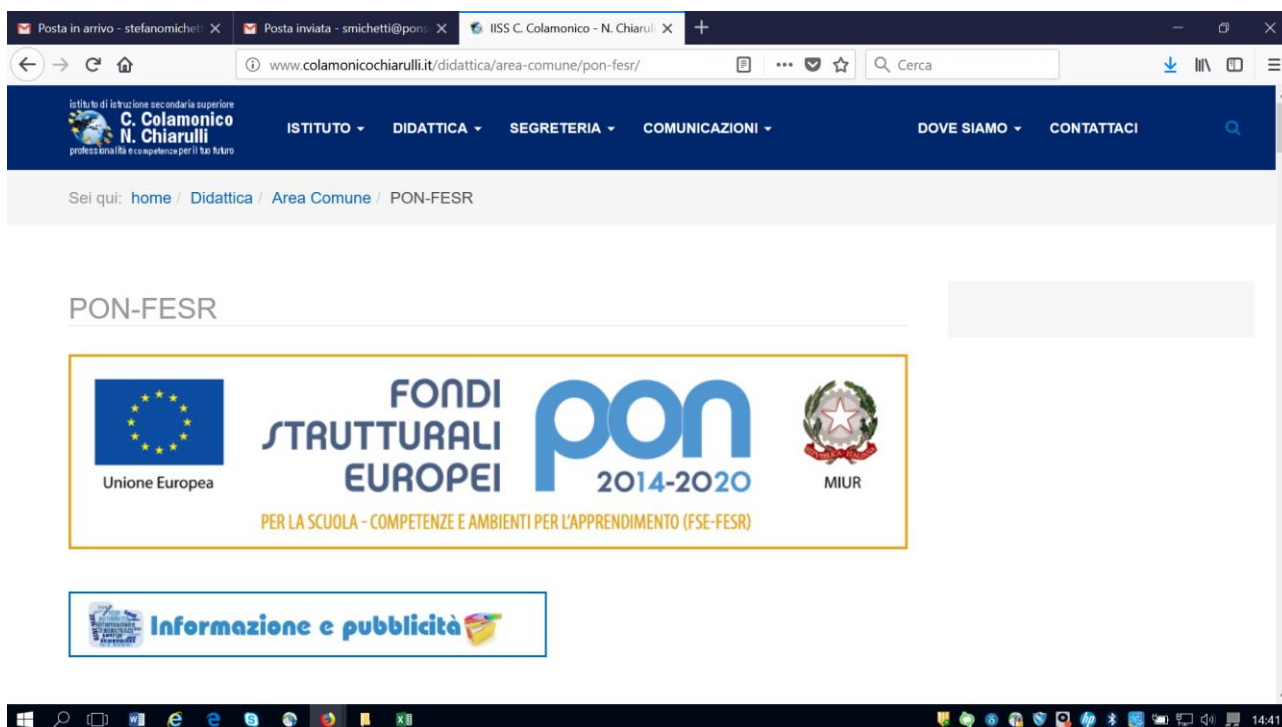 Posta in arrivo - stefanomichett
Posta inviata - smichetti@pons
IISS C. Colamonico - N. Chiarulli
www.colamonicochiarulli.it/didattica/area-comune/pon-fesr/
Cerca
istituto di istruzione secondaria superiore
C. Colamonico
N. Chiarulli
professionalità e competenze per il tuo futuro
ISTITUTO
DIDATTICA
SEGRETERIA
COMUNICAZIONI
DOVE SIAMO
CONTATTACI
Sei qui: home / Didattica / Area Comune / PON-FESR
PON-FESR
Unione Europea
FONDI
STRUTTURALI
EUROPEI
pon
2014-2020
MIUR
PER LA SCUOLA - COMPETENZE E AMBIENTI PER L'APPRENDIMENTO (FSE-FESR)
Informazione e pubblicità
14:41